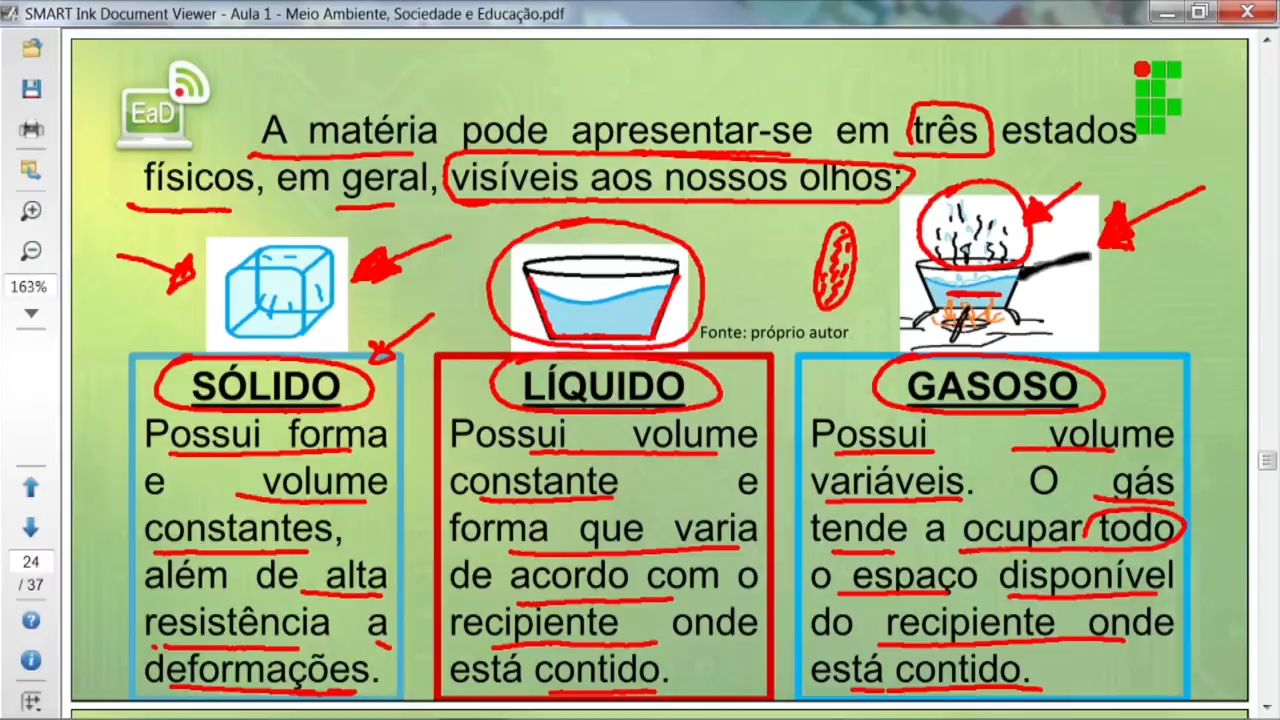 SMART Ink Document Viewer - Aula 1 - Meio Ambiente, Sociedade e Educação.pdf
EaD
A matéria pode apresentar-se em três estados
físicos, em geral, visíveis aos nossos olhos:
163%
Fonte: próprio autor
SÓLIDO
Possui forma
e volume
constantes,
além de alta
resistência a
deformações.
LÍQUIDO
Possui volume
constante e
forma que varia
de acordo com o
recipiente onde
está contido.
GASOSO
Possui volume
variáveis. O gás
tende a ocupar todo
o espaço disponível
do recipiente onde
está contido.
24
/ 37